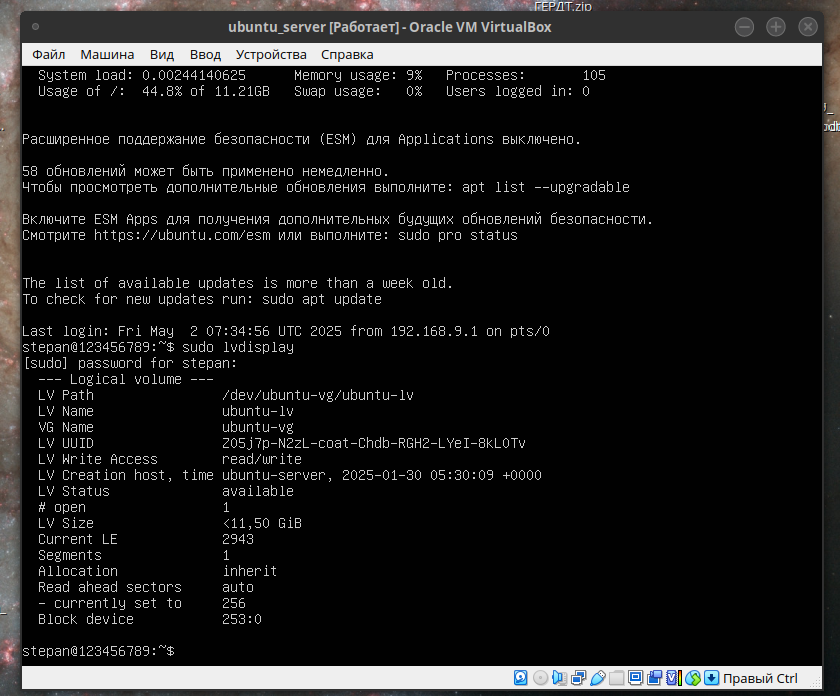 ГЕРДТ.zip
ubuntu_server [Работает] - Oracle VM VirtualBox
Файл Машина Вид Ввод Устройства Справка
System load: 0.00244140625 Memory usage: 9% Processes: 105
Usage of /: 44.8% of 11.21GB Swap usage: 0% Users logged in: 0
Расширенное поддержание безопасности (ESM) для Applications выключено.
58 обновлений может быть применено немедленно.
Чтобы просмотреть дополнительные обновления выполните: apt list --upgradable
Включите ESM Apps для получения дополнительных будущих обновлений безопасности.
Смотрите https://ubuntu.com/esm или выполните: sudo pro status
The list of available updates is more than a week old.
To check for new updates run: sudo apt update
Last login: Fri May 2 07:34:56 UTC 2025 from 192.168.9.1 on pts/0
stepan@123456789:~$ sudo lvdisplay
[sudo] password for stepan:
--- Logical volume ---
LV Path /dev/ubuntu-vg/ubuntu-lv
LV Name ubuntu-lv
VG Name ubuntu-vg
LV UUID Z05j7p-N2zL-coat-Chdb-RGH2-LYeI-8kL0Tv
LV Write Access read/write
LV Creation host, time ubuntu-server, 2025-01-30 05:30:09 +0000
LV Status available
# open 1
LV Size <11,50 GiB
Current LE 2943
Segments 1
Allocation inherit
Read ahead sectors auto
- currently set to 256
Block device 253:0
stepan@123456789:~$
Правый Ctrl